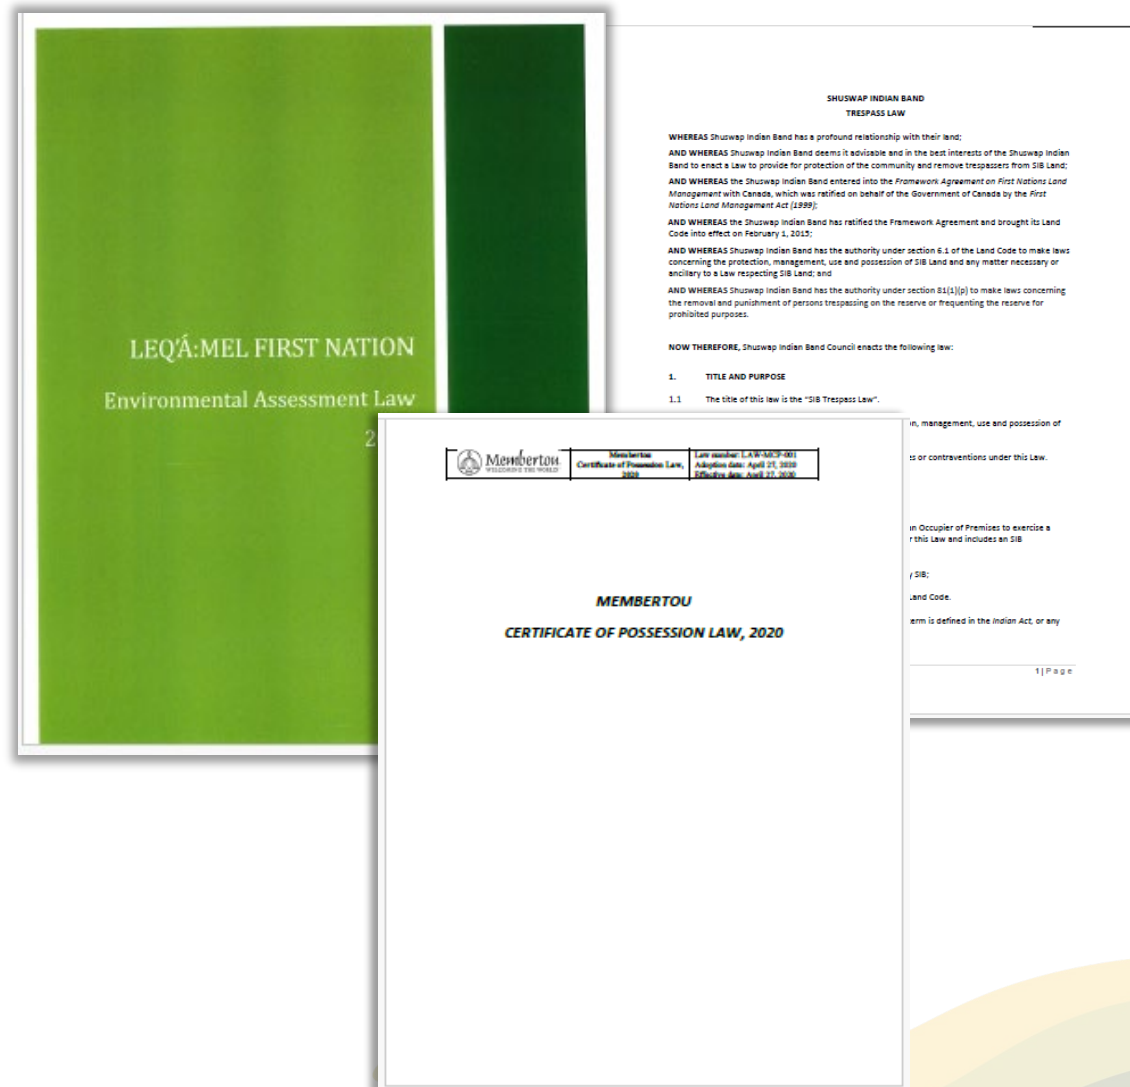 LEQ'Á:MEL FIRST NATION
Environmental Assessment Law
2
SHUSWAP INDIAN BAND
TRESPASS LAW
WHEREAS Shuswap Indian Band has a profound relationship with their land;
AND WHEREAS Shuswap Indian Band deems it advisable and in the best interests of the Shuswap Indian
Band to enact a Law to provide for protection of the community and remove trespassers from SIB Land;
AND WHEREAS the Shuswap Indian Band entered into the Framework Agreement on First Nations Land
Management with Canada, which was ratified on behalf of the Government of Canada by the First
Nations Land Management Act (1999);
AND WHEREAS the Shuswap Indian Band has ratified the Framework Agreement and brought its Land
Code into effect on February 1, 2015;
AND WHEREAS Shuswap Indian Band has the authority under section 6.1 of the Land Code to make laws
concerning the protection, management, use and possession of SIB Land and any matter necessary or
ancillary to a Law respecting SIB Land; and
AND WHEREAS Shuswap Indian Band has the authority under section 81(1)(p) to make laws concerning
the removal and punishment of persons trespassing on the reserve or frequenting the reserve for
prohibited purposes.
NOW THEREFORE, Shuswap Indian Band Council enacts the following law:
1. TITLE AND PURPOSE
1.1 The title of this law is the "SIB Trespass Law".
n, management, use and possession of
es or contraventions under this Law.
n Occupier of Premises to exercise a
r this Law and includes an SIB
y SIB;
Land Code.
erm is defined in the Indian Act, or any
1 | Page
Membertou
WELCOMING THE WORLD
Membertou
Certificate of Possession Law,
2020
Law number: LAW-MCP-001
Adoption date: April 27, 2020
Effective date: April 27, 2020
MEMBERTOU
CERTIFICATE OF POSSESSION LAW, 2020